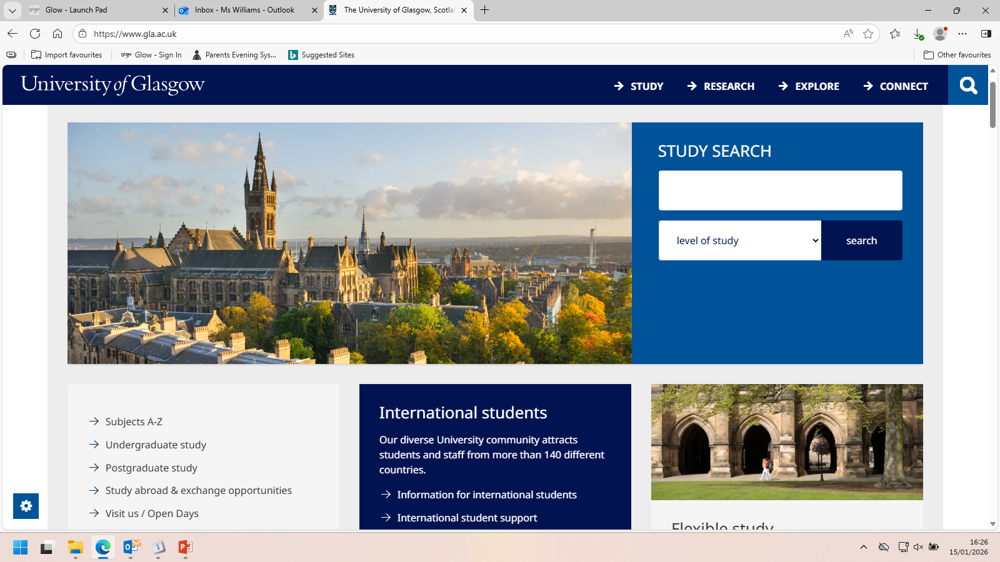 Glow - Launch Pad
Inbox - Ms Williams - Outlook
The University of Glasgow, Scotla
https://www.gla.ac.uk
Import favourites
glow Glow - Sign In
Parents Evening Sys...
Suggested Sites
Other favourites
University of Glasgow
STUDY
RESEARCH
EXPLORE
CONNECT
STUDY SEARCH
level of study
search
Subjects A-Z
Undergraduate study
Postgraduate study
Study abroad & exchange opportunities
Visit us / Open Days
International students
Our diverse University community attracts
students and staff from more than 140 different
countries.
Information for international students
International student support
Flexible study
16:26
15/01/2026